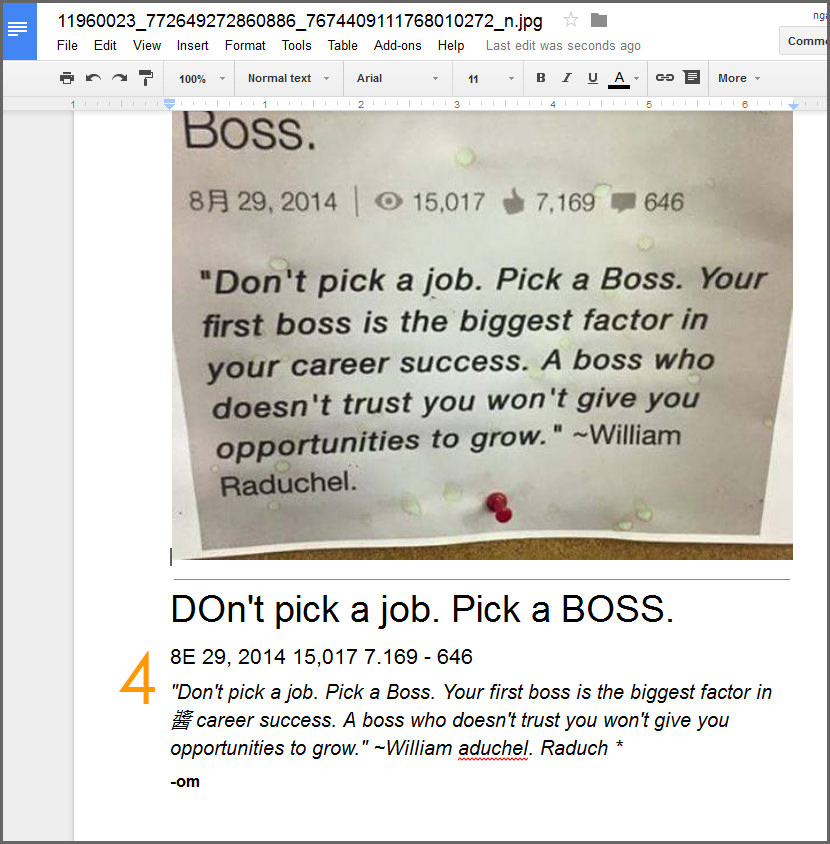 11960023_772649272860886_7674409111768010272_n.jpg
nga
File Edit View Insert Format Tools Table Add-ons Help Last edit was seconds ago
Comme
100% Normal text Arial 11 B I U A More
1 1 2 3 4 5 6
Boss.
8月 29, 2014 | 15,017 7,169 646
"Don't pick a job. Pick a Boss. Your
first boss is the biggest factor in
your career success. A boss who
doesn't trust you won't give you
opportunities to grow." ~William
Raduchel.
DOn't pick a job. Pick a BOSS.
4
8E 29, 2014 15,017 7.169 - 646
"Don't pick a job. Pick a Boss. Your first boss is the biggest factor in
醬 career success. A boss who doesn't trust you won't give you
opportunities to grow." ~William aduchel. Raduch *
-om